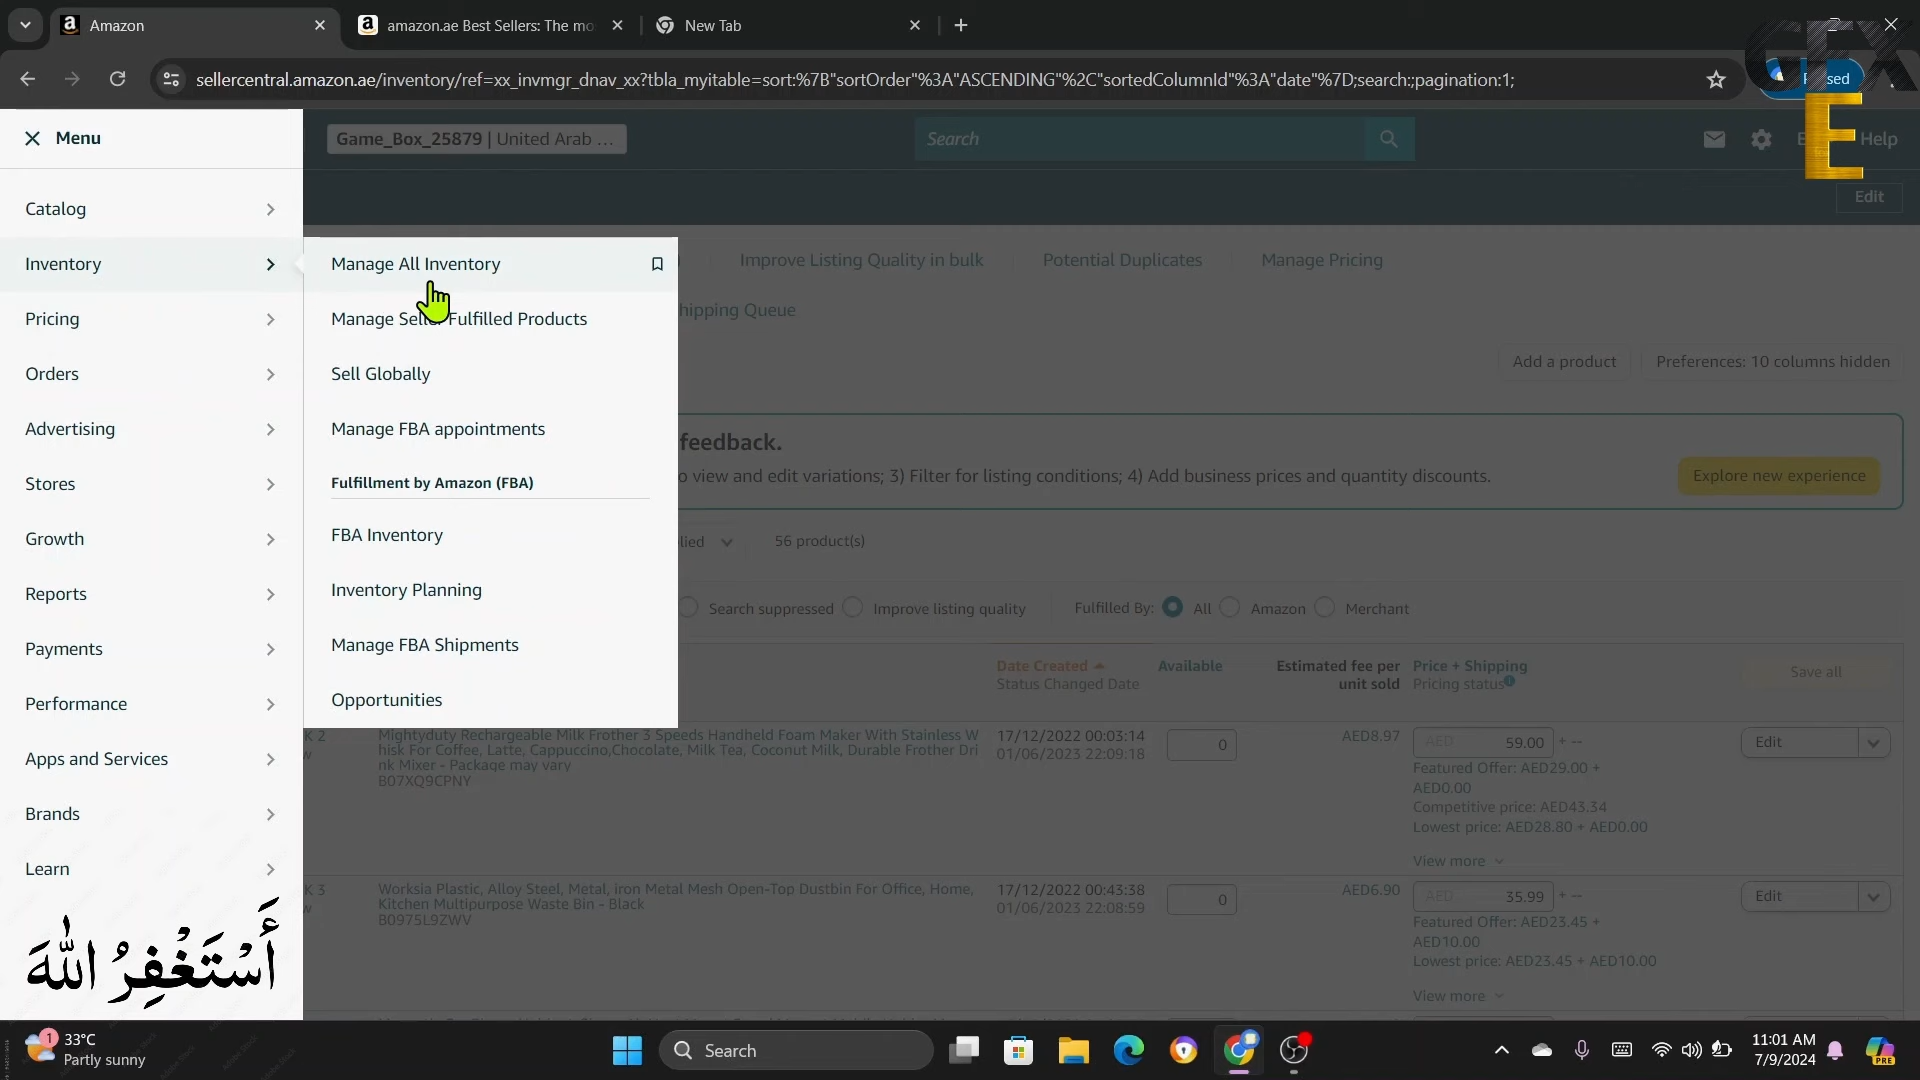 Amazon
amazon.ae Best Sellers: The mo
New Tab
sellercentral.amazon.ae/inventory/ref=xx_invmgr_dnav_xx?tbla_myitable=sort:%7B"sortOrder"%3A"ASCENDING"%2C"sortedColumnId"%3A"date"%7D;search:;pagination:1;
GFX
E
Menu
Game_Box_25879 | United Arab ...
Search
Help
Edit
Catalog
Inventory
Pricing
Orders
Advertising
Stores
Growth
Reports
Payments
Performance
Apps and Services
Brands
Learn
Manage All Inventory
Manage Seller Fulfilled Products
Sell Globally
Manage FBA appointments
Fulfillment by Amazon (FBA)
FBA Inventory
Inventory Planning
Manage FBA Shipments
Opportunities
Improve Listing Quality in bulk
Potential Duplicates
Manage Pricing
hipping Queue
Add a product
Preferences: 10 columns hidden
feedback.
o view and edit variations; 3) Filter for listing conditions; 4) Add business prices and quantity discounts.
Explore new experience
lied
56 product(s)
Search suppressed
Improve listing quality
Fulfilled By:
All
Amazon
Merchant
Date Created
Status Changed Date
Available
Estimated fee per
unit sold
Price + Shipping
Pricing status
Save all
K 2
w
Mightyduty Rechargeable Milk Frother 3 Speeds Handheld Foam Maker With Stainless W
hisk For Coffee, Latte, Cappuccino,Chocolate, Milk Tea, Coconut Milk, Durable Frother Dri
nk Mixer - Package may vary
B07XQ9CPNY
17/12/2022 00:03:14
01/06/2023 22:09:18
0
AED8.97
AED 59.00 + --
Featured Offer: AED29.00 +
AED0.00
Competitive price: AED43.34
Lowest price: AED28.80 + AED0.00
View more
Edit
K 3
w
Worksia Plastic, Alloy Steel, Metal, Iron Metal Mesh Open-Top Dustbin For Office, Home,
Kitchen Multipurpose Waste Bin - Black
B0975L9ZWV
17/12/2022 00:43:38
01/06/2023 22:08:59
0
AED6.90
AED 35.99 + --
Featured Offer: AED23.45 +
AED10.00
Lowest price: AED23.45 + AED10.00
View more
Edit
أَسْتَغْفِرُ اللهَ
1
33°C
Partly sunny
Search
11:01 AM
7/9/2024
PRE